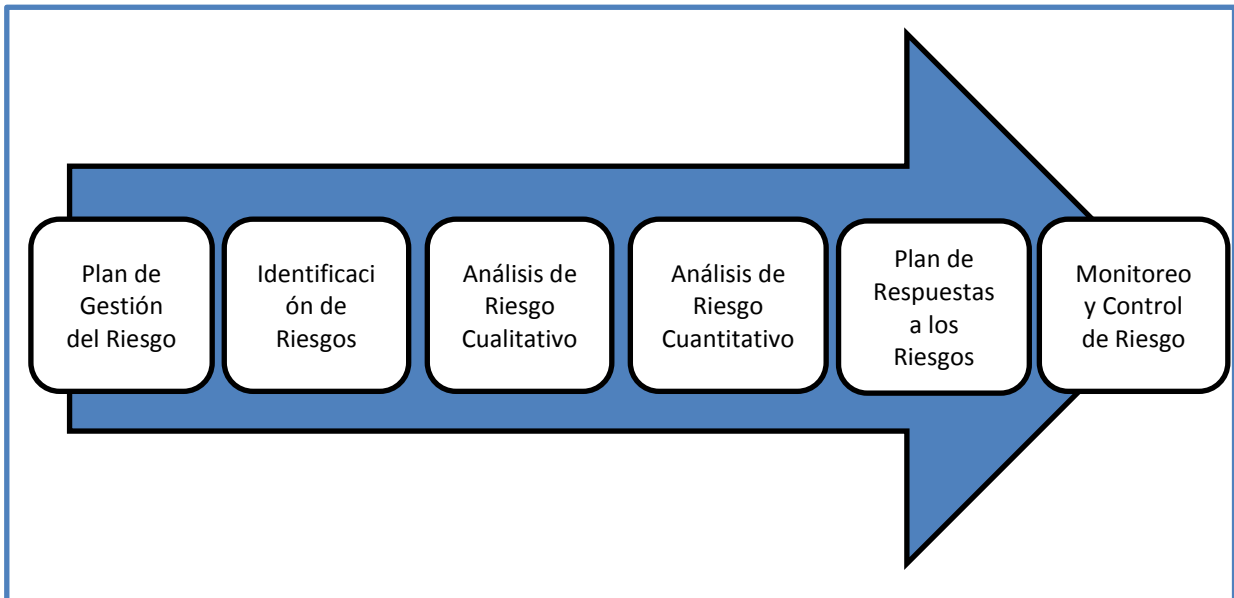 Plan de
Gestión
del Riesgo
Identificaci
ón de
Riesgos
Análisis de
Riesgo
Cualitativo
Análisis de
Riesgo
Cuantitativo
Plan de
Respuestas
a los
Riesgos
Monitoreo
y Control
de Riesgo